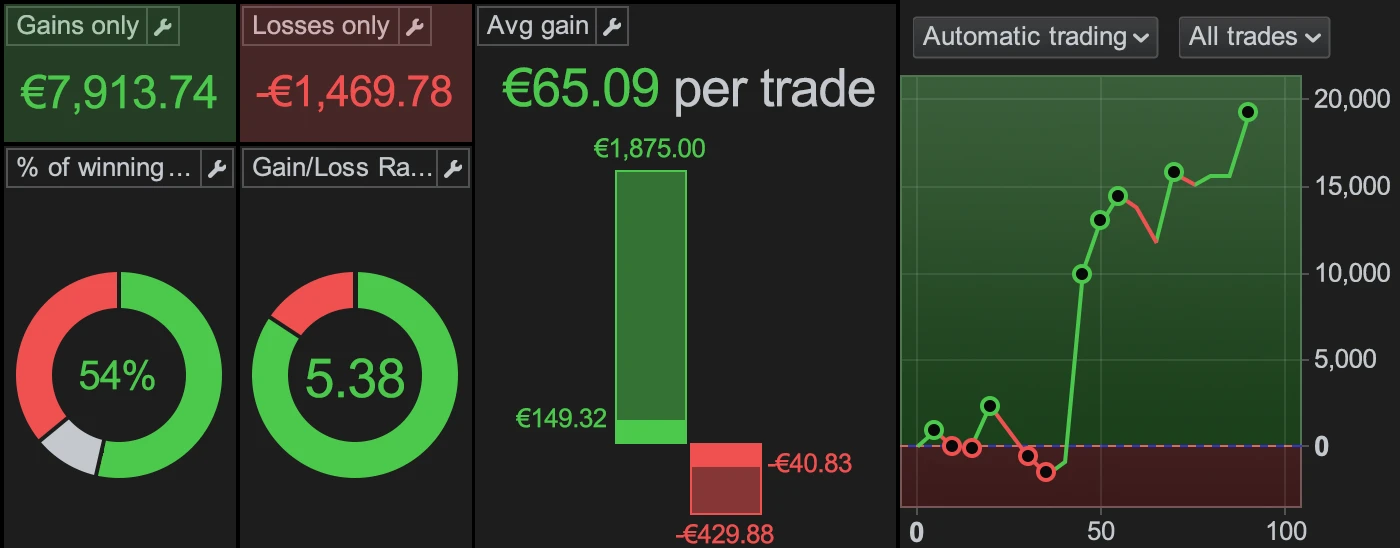 Gains only
€7,913.74
Losses only
-€1,469.78
% of winning...
54%
Gain/Loss Ra...
5.38
Avg gain
€65.09 per trade
€1,875.00
€149.32
-€40.83
-€429.88
Automatic trading
All trades
20,000
15,000
10,000
5,000
0
0
50
100